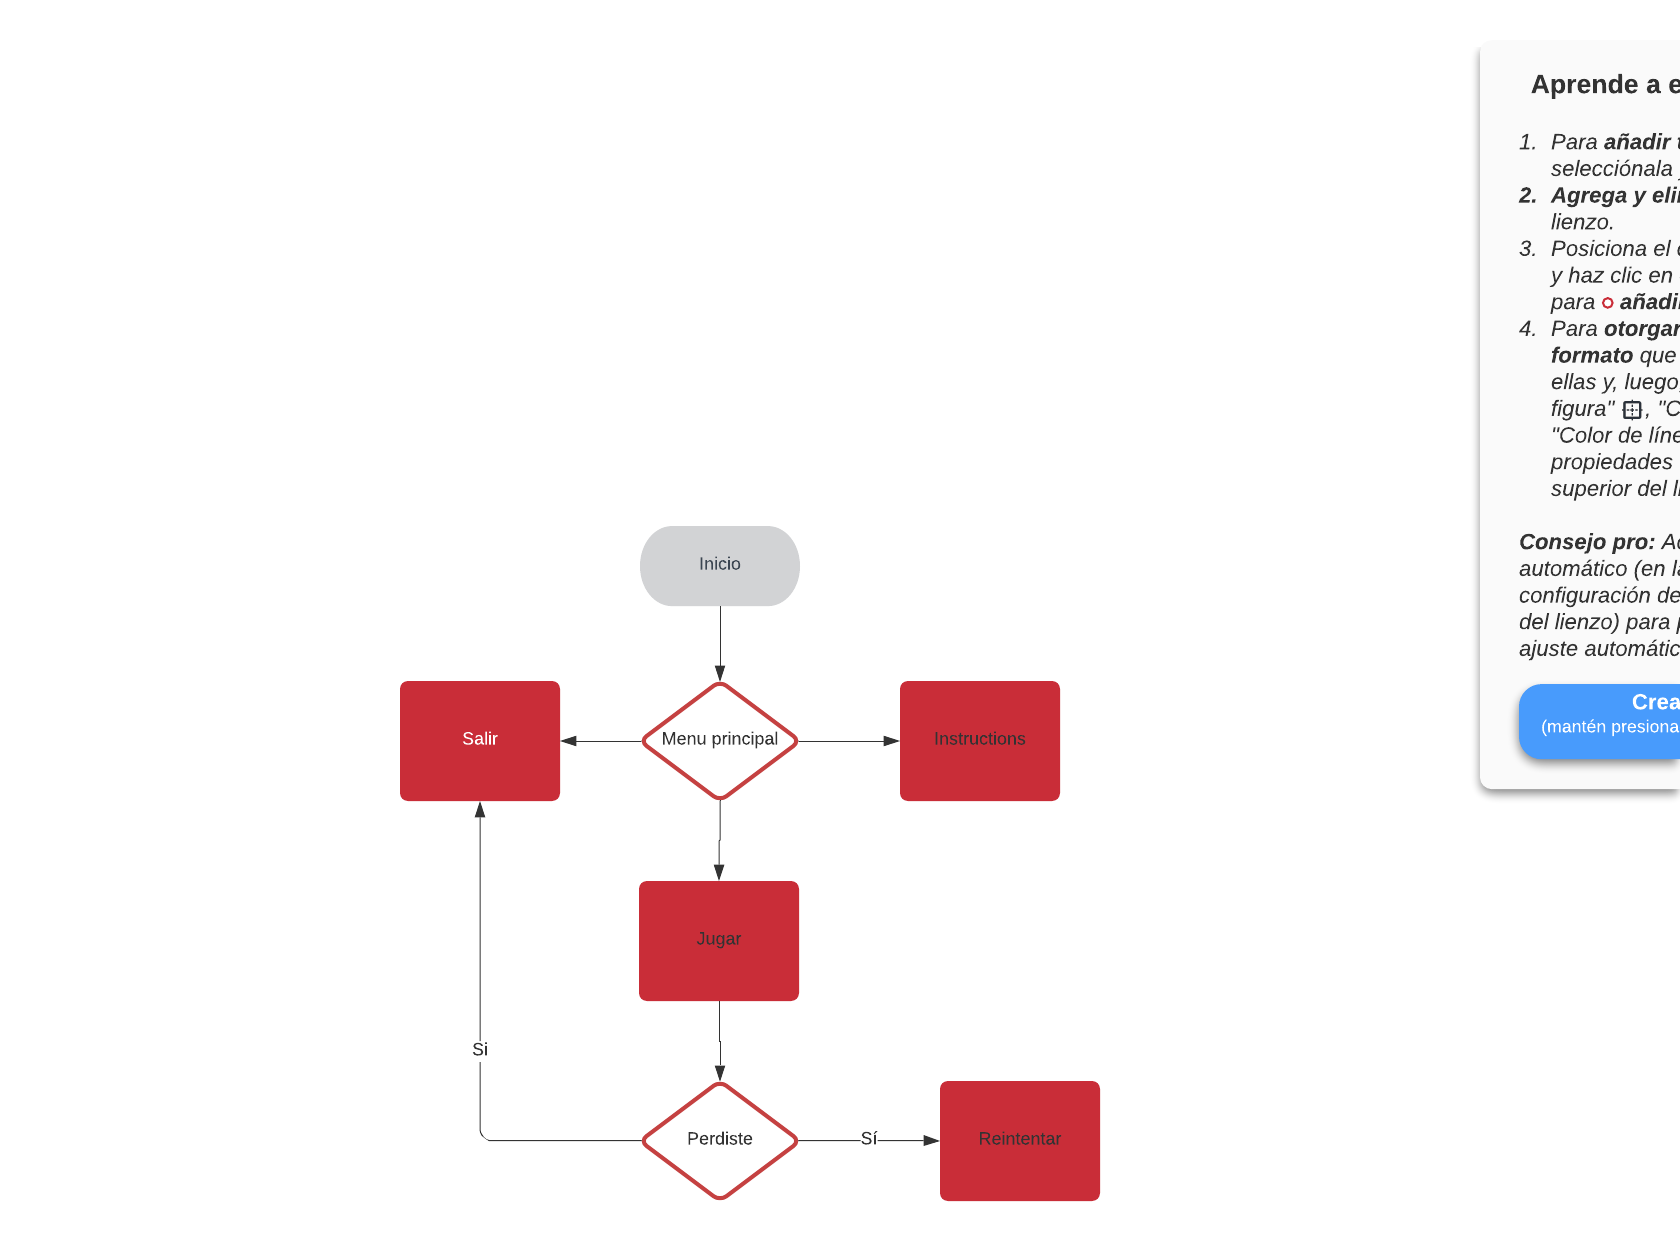 Inicio
Salir
Menu principal
Instructions
Jugar
Si
Perdiste
Sí
Reintentar
Aprende a e
1. Para añadir
selecciónala
2. Agrega y eli
lienzo.
3. Posiciona el
y haz clic en
para añadi
4. Para otorgar
formato que
ellas y, luego,
figura" , "C
"Color de líne
propiedades
superior del l
Consejo pro: Ac
automático (en la
configuración de
del lienzo) para p
ajuste automátic
Crea
(mantén presiona